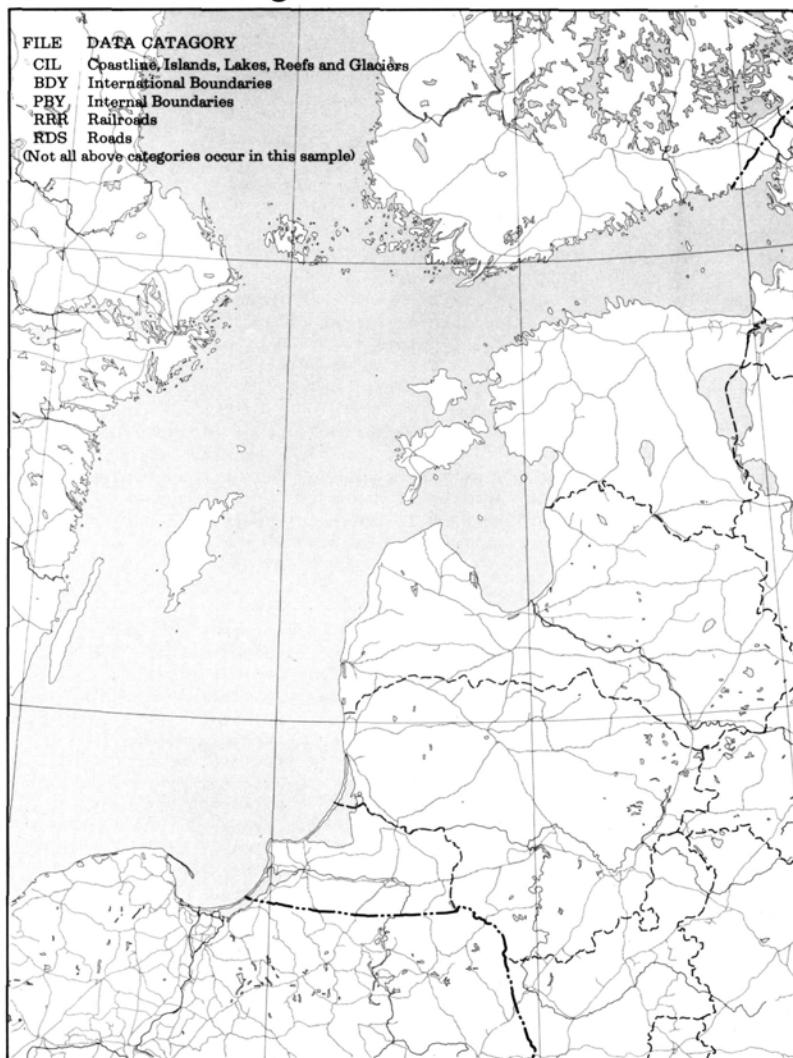 FILE DATA CATAGORY
CIL Coastline, Islands, Lakes, Reefs and Glaciers
BDY International Boundaries
PBY Internal Boundaries
RRR Railroads
RDS Roads
(Not all above categories occur in this sample)